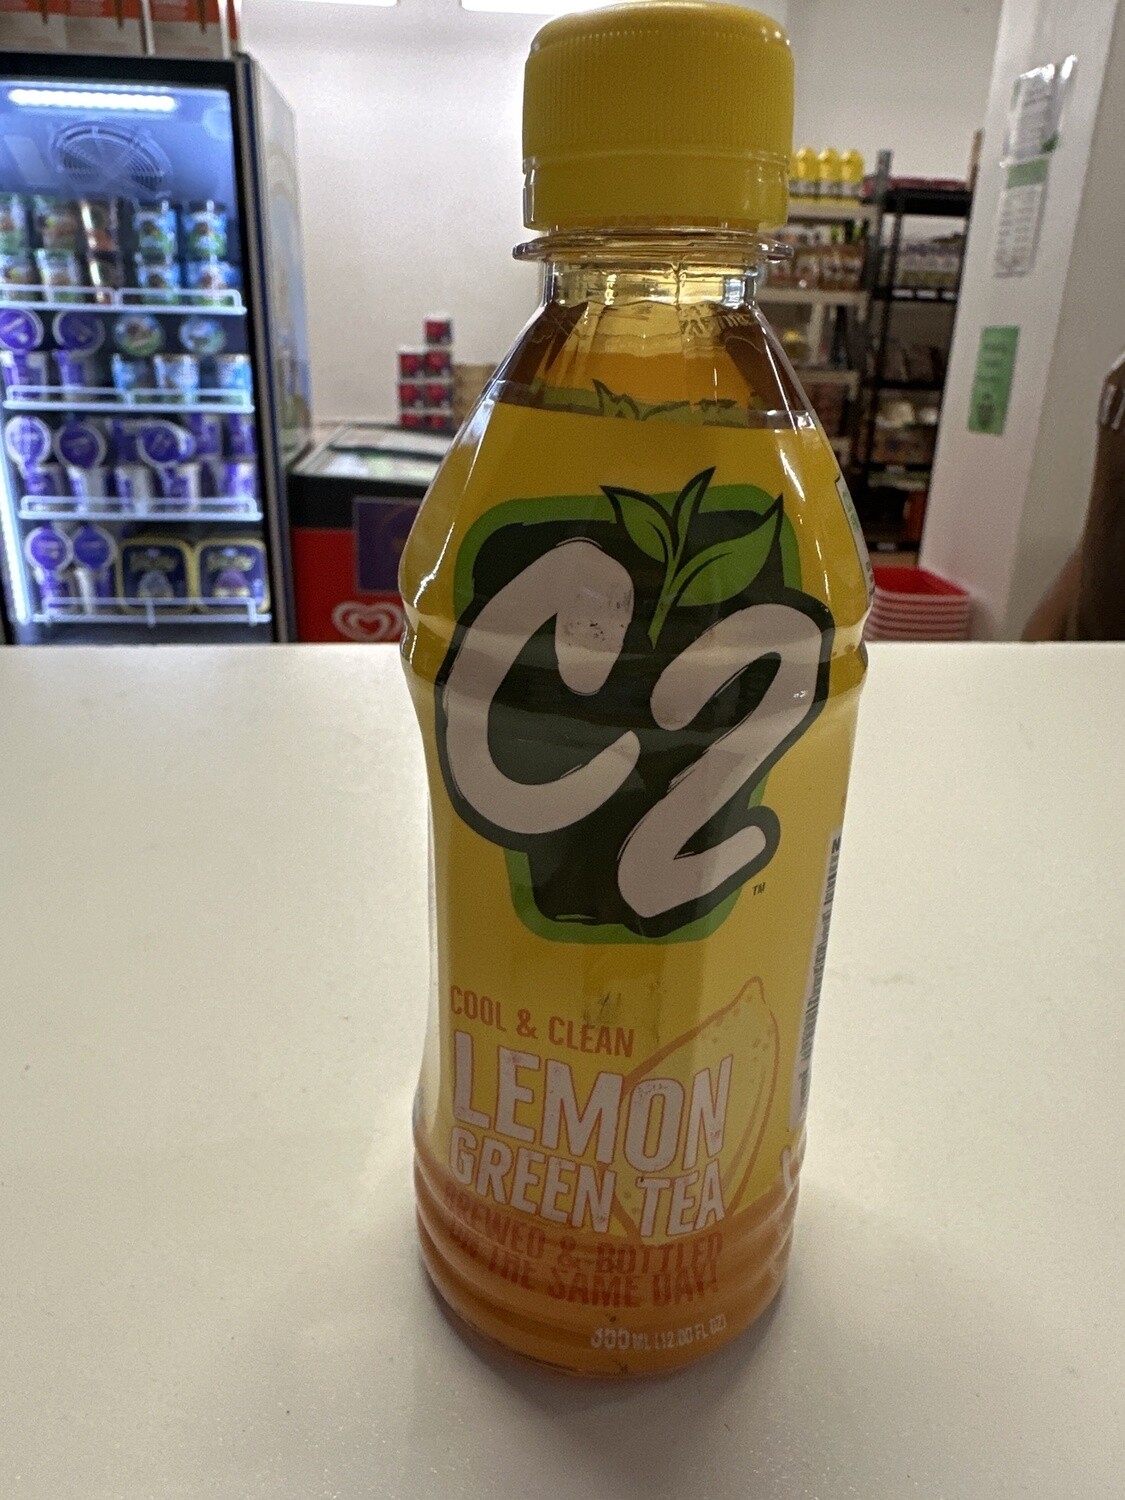 C2
TM
COOL & CLEAN
LEMON
GREEN TEA
BREWED & BOTTLED
ON THE SAME DAY!
ML (12.00 FL OZ)